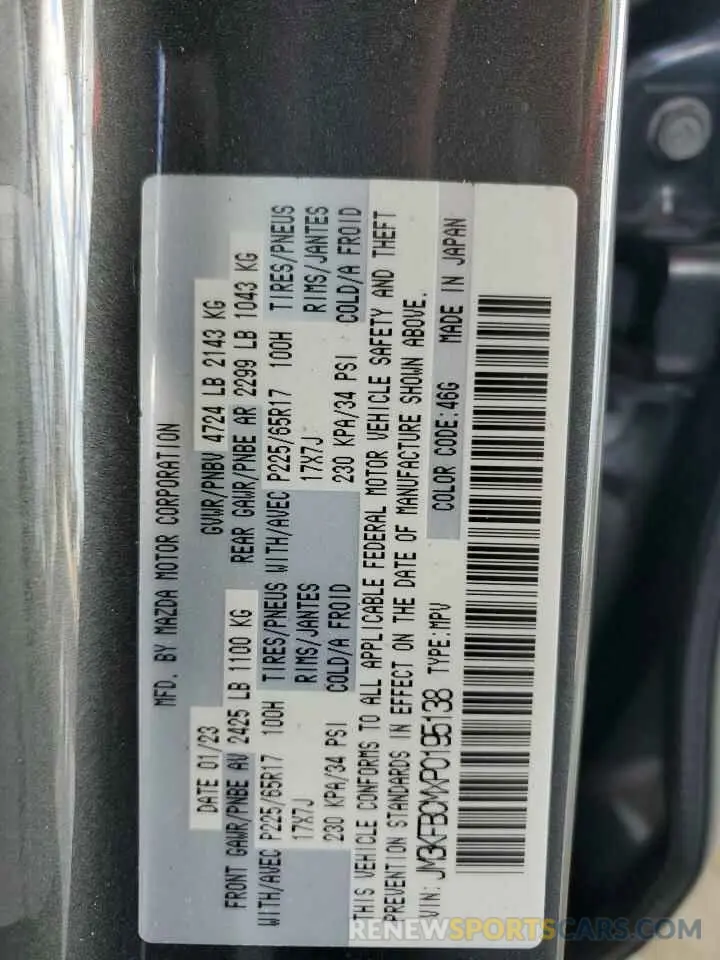 MFD. BY MAZDA MOTOR CORPORATION
DATE 01/23 GVWR/PNBV 4724 LB 2143 KG
FRONT GAWR/PNBE AV 2425 LB 1100 KG REAR GAWR/PNBE AR 2299 LB 1043 KG
WITH/AVEC P225/65R17 100H TIRES/PNEUS WITH/AVEC P225/65R17 100H TIRES/PNEUS
17X7J RIMS/JANTES 17X7J RIMS/JANTES
230 KPA/34 PSI COLD/A FROID 230 KPA/34 PSI COLD/A FROID
THIS VEHICLE CONFORMS TO ALL APPLICABLE FEDERAL MOTOR VEHICLE SAFETY AND THEFT
PREVENTION STANDARDS IN EFFECT ON THE DATE OF MANUFACTURE SHOWN ABOVE.
VIN: JM3KFBCMXP0195138 TYPE:MPV COLOR CODE:46G MADE IN JAPAN
RENEWSPORTSCARS.COM